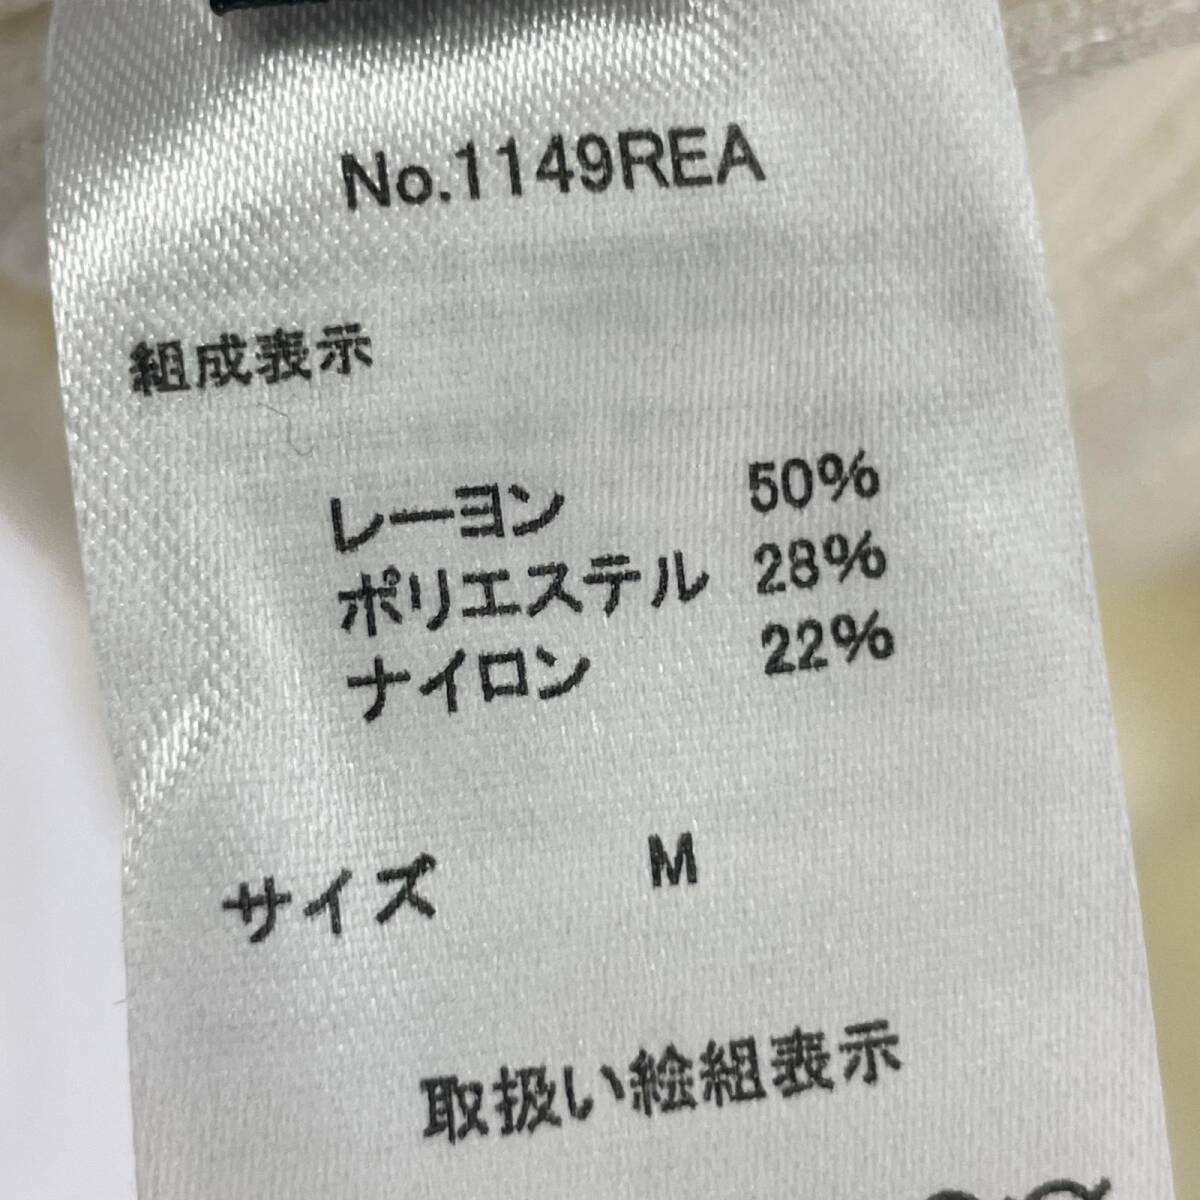 No.1149REA
組成表示
レーヨン 50%
ポリエステル 28%
ナイロン 22%
サイズ M
取扱い絵組表示